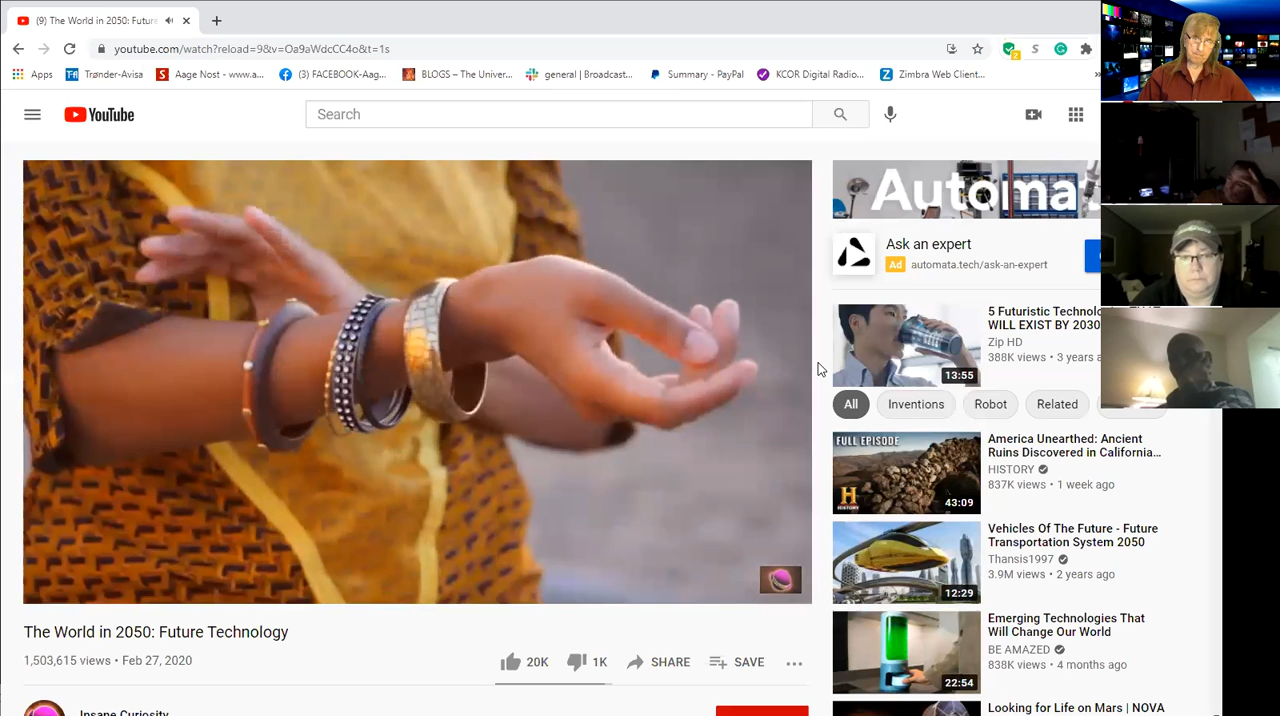 (9) The World in 2050: Future
youtube.com/watch?reload=9&v=Oa9aWdcCC4o&t=1s
2
Apps
Trønder-Avisa
Aage Nost - www.a...
(3) FACEBOOK-Aag...
BLOGS – The Univer...
general | Broadcast...
Summary - PayPal
KCOR Digital Radio...
Zimbra Web Client...
YouTube
Search
Automat
Ask an expert
Ad automata.tech/ask-an-expert
5 Futuristic
WILL EXIST BY 2030
Zip HD
388K views • 3 years
13:55
All
Inventions
Robot
Related
FULL EPISODE
H
HISTORY
43:09
America Unearthed: Ancient
Ruins Discovered in California...
HISTORY
837K views • 1 week ago
Vehicles Of The Future - Future
Transportation System 2050
Thansis1997
3.9M views • 2 years ago
12:29
Emerging Technologies That
Will Change Our World
BE AMAZED
838K views • 4 months ago
22:54
Looking for Life on Mars | NOVA
The World in 2050: Future Technology
1,503,615 views • Feb 27, 2020
20K
1K
SHARE
SAVE
Insane Curiosity